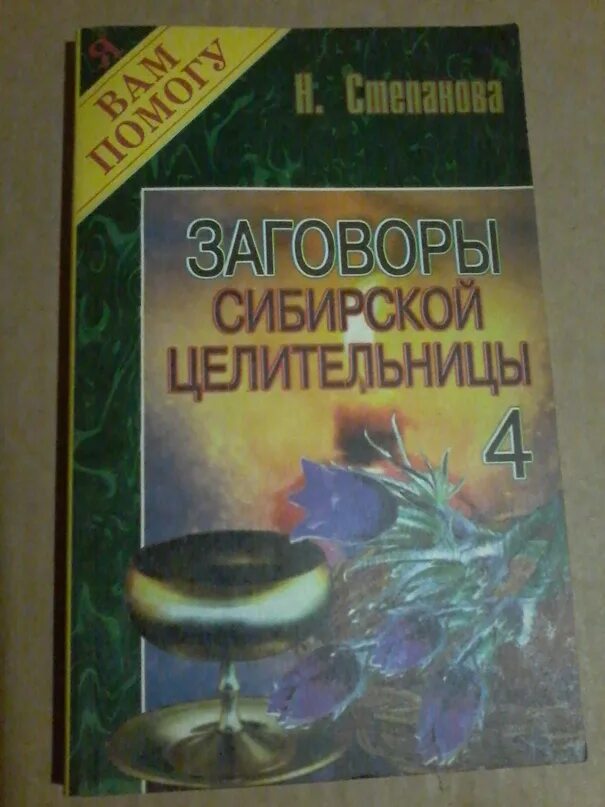 Я
ВАМ
ПОМОГУ
Н. Степанова
ЗАГОВОРЫ
СИБИРСКОЙ
ЦЕЛИТЕЛЬНИЦЫ
4